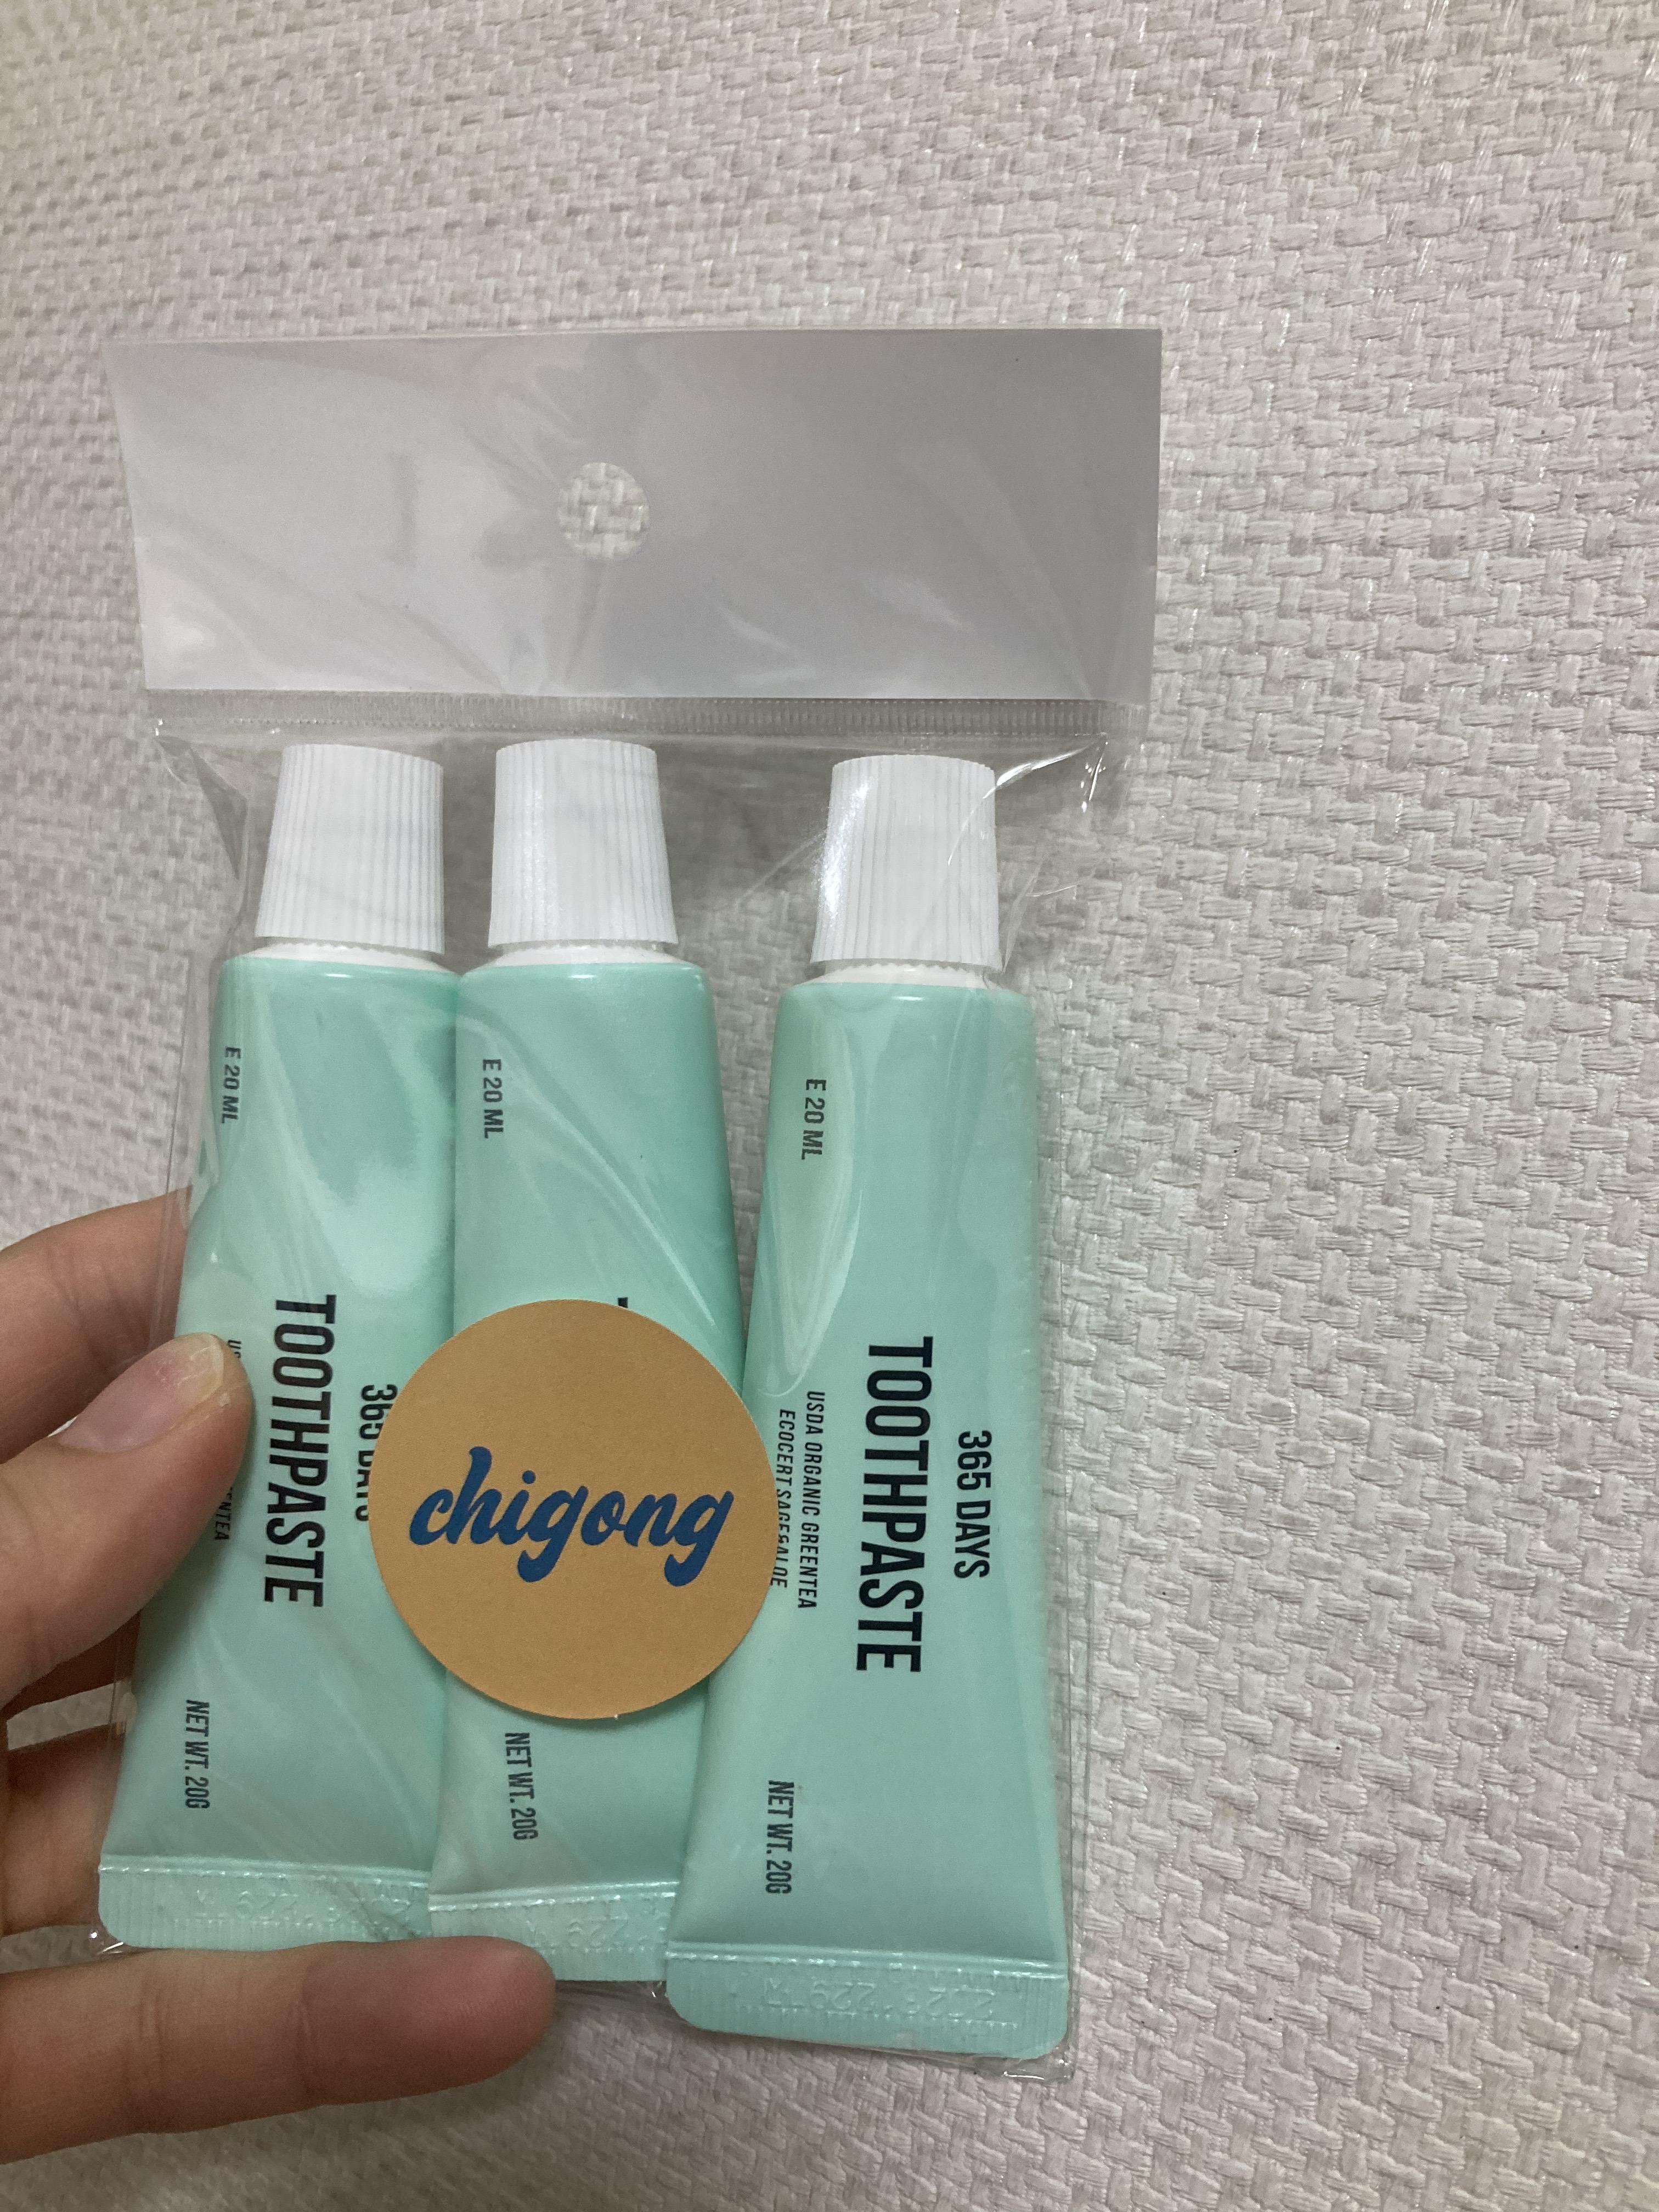 E 20 ML
TOOTHPASTE
NET WT. 20G
E 20 ML
NET WT. 20G
chigong
E 20 ML
365 DAYS
TOOTHPASTE
USDA ORGANIC GREENTEA
ECOCERT SAGE&ALOE
NET WT. 20G